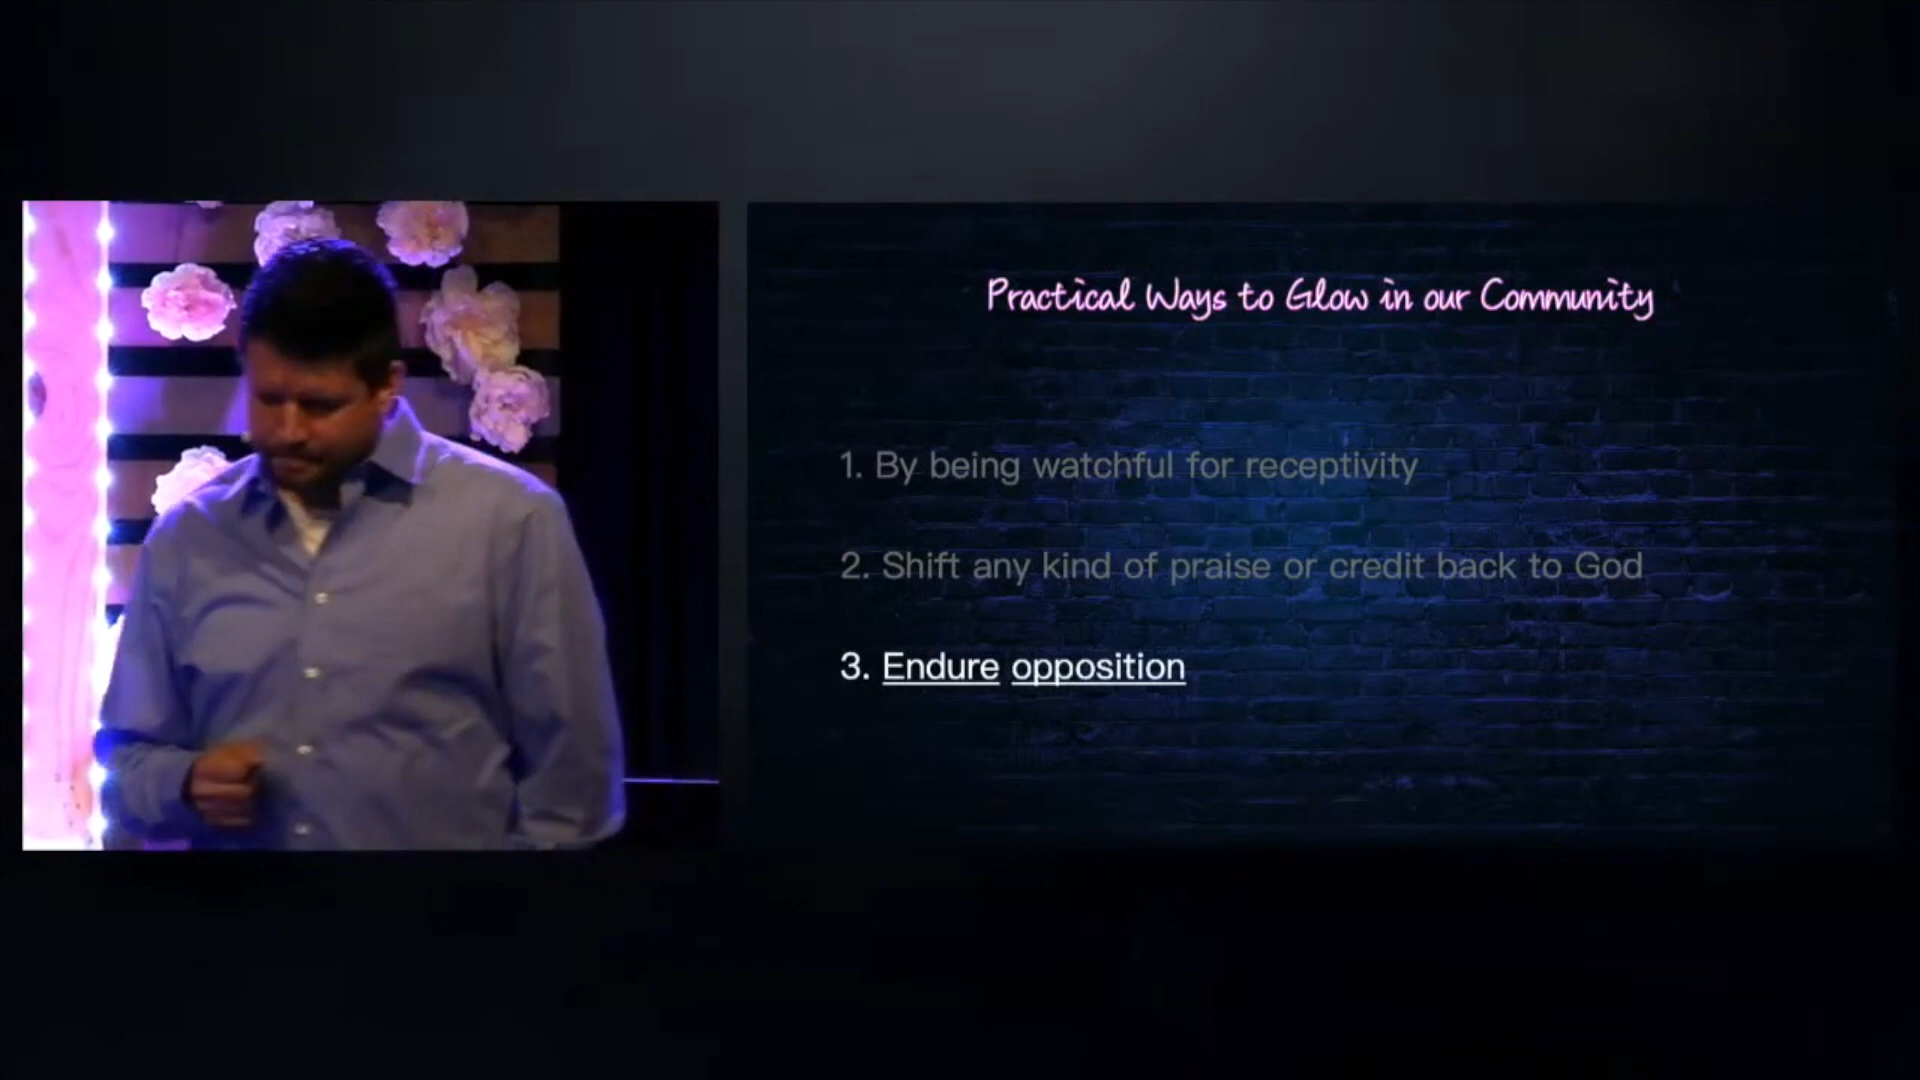 Practical Ways to Glow in our Community
1. By being watchful for receptivity
2. Shift any kind of praise or credit back to God
3. Endure opposition